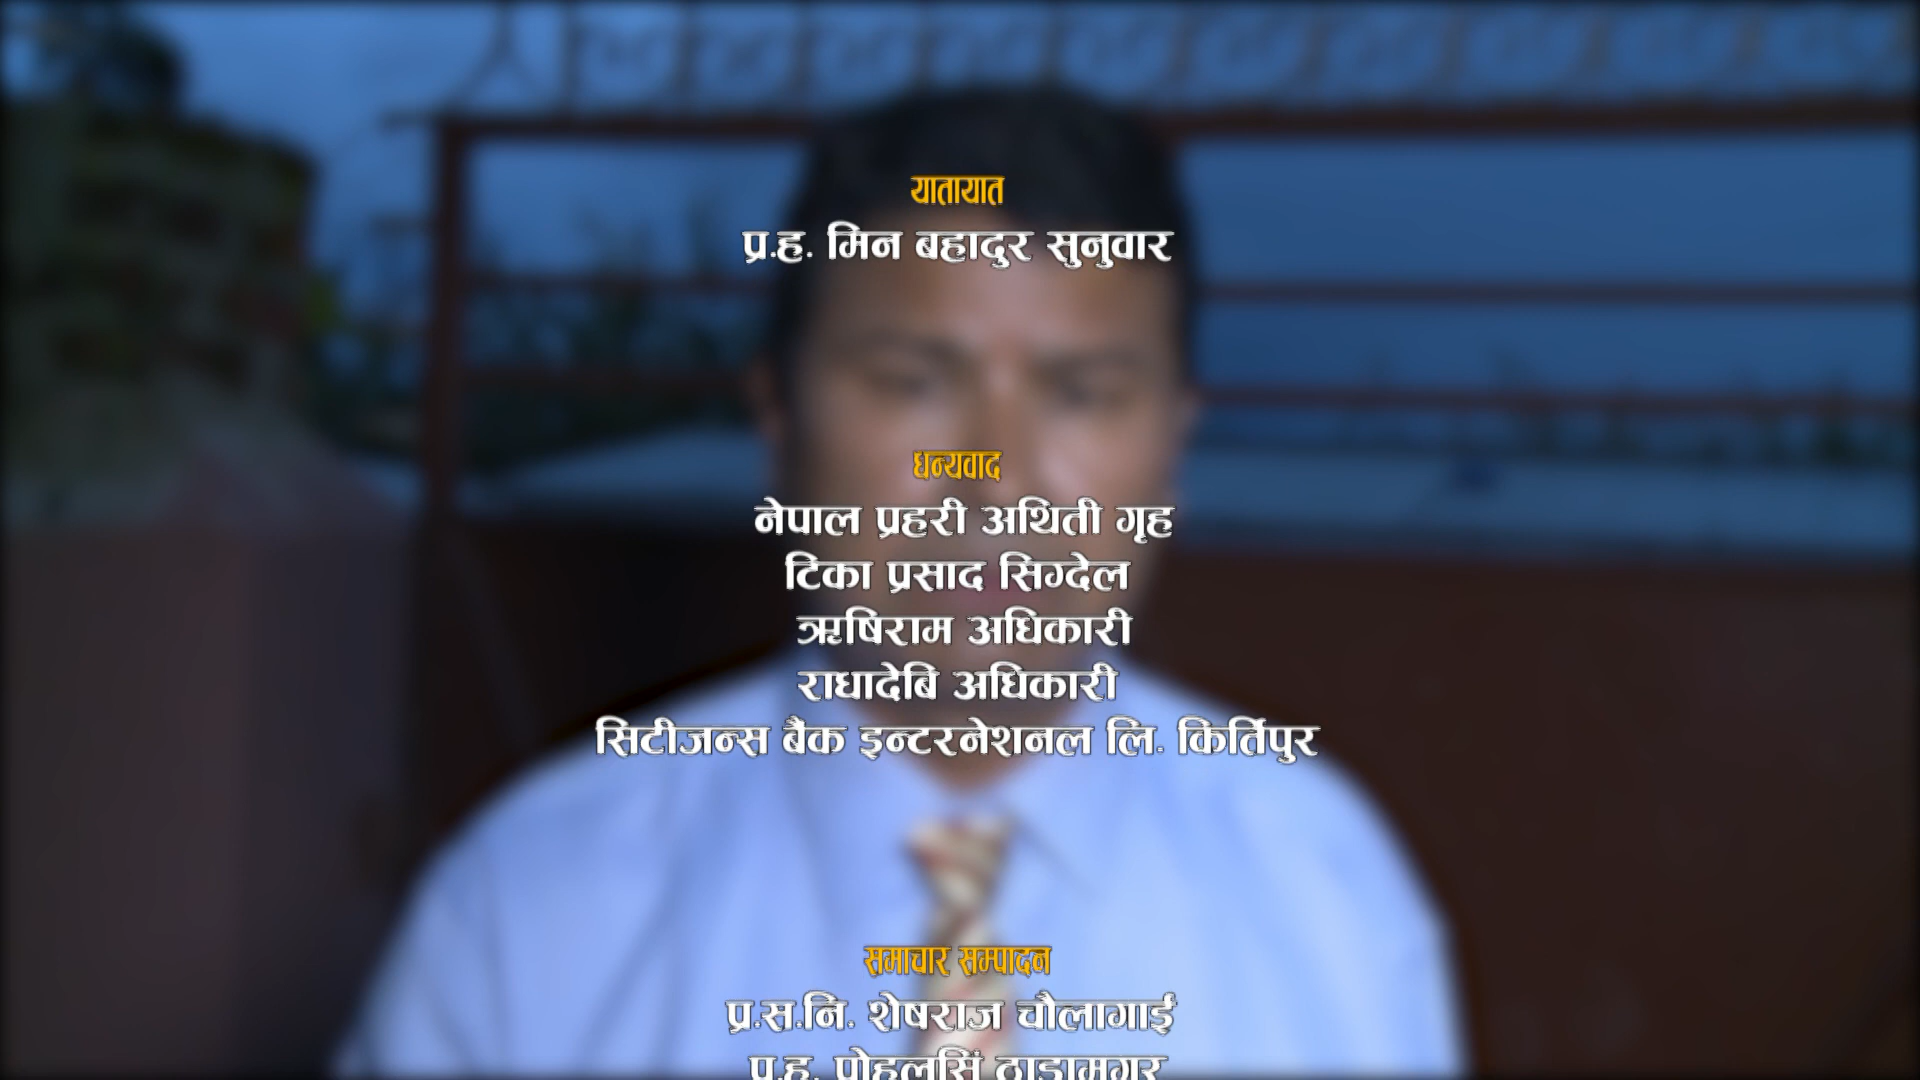 यातायात
प्र.ह. मिन बहादुर सुनुवार
धन्यवाद
नेपाल प्रहरी अथिती गृह
टिका प्रसाद सिग्देल
ऋषिराम अधिकारी
राधादेबि अधिकारी
सिटीजन्स बैंक इन्टरनेशनल लि. किर्तिपुर
समाचार सम्पादन
प्र.स.नि. शेषराज चौलागाई
प्र.ह.